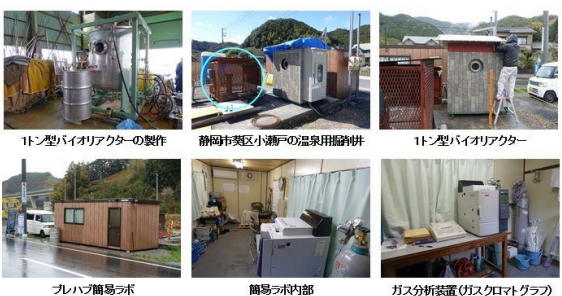 1トン型バイオリアクターの製作
静岡市葵区小瀬戸の温泉用掘削井
1トン型バイオリアクター
プレハブ簡易ラボ
簡易ラボ内部
ガス分析装置(ガスクロマトグラフ)